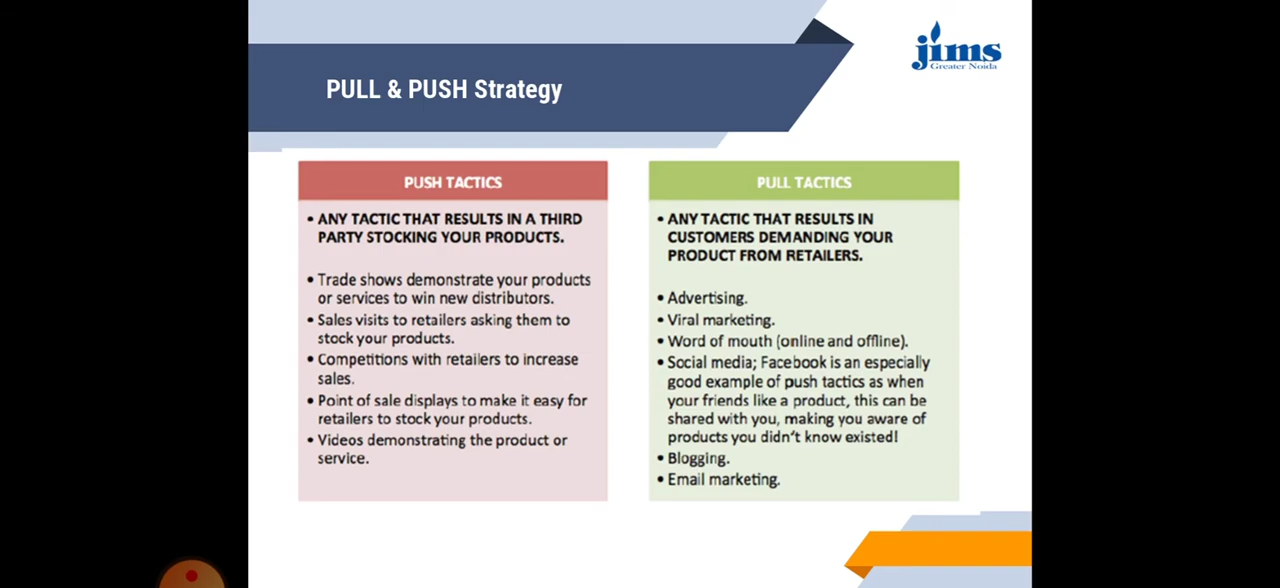 jims
Greater Noida
PULL & PUSH Strategy
PUSH TACTICS
• ANY TACTIC THAT RESULTS IN A THIRD
PARTY STOCKING YOUR PRODUCTS.
• Trade shows demonstrate your products
or services to win new distributors.
• Sales visits to retailers asking them to
stock your products.
• Competitions with retailers to increase
sales.
• Point of sale displays to make it easy for
retailers to stock your products.
• Videos demonstrating the product or
service.
PULL TACTICS
• ANY TACTIC THAT RESULTS IN
CUSTOMERS DEMANDING YOUR
PRODUCT FROM RETAILERS.
• Advertising.
• Viral marketing.
• Word of mouth (online and offline).
• Social media; Facebook is an especially
good example of push tactics as when
your friends like a product, this can be
shared with you, making you aware of
products you didn't know existed!
• Blogging.
• Email marketing.